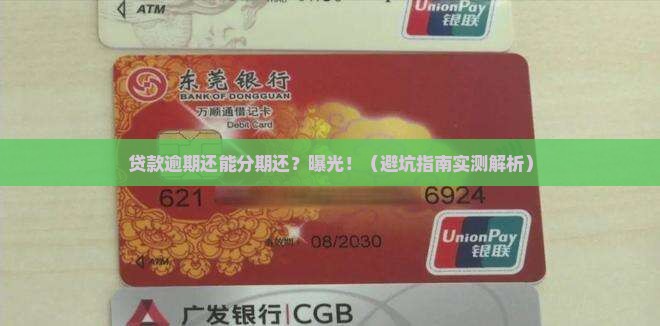 ATM
UnionPay
银联
东莞银行
BANK OF DONGGUAN
万顺通借记卡
Debit Card
贷款逾期还能分期还？曝光！（避坑指南实测解析）
621
6924
08/2030
ATM
UnionPay
银联
广发银行|CGB